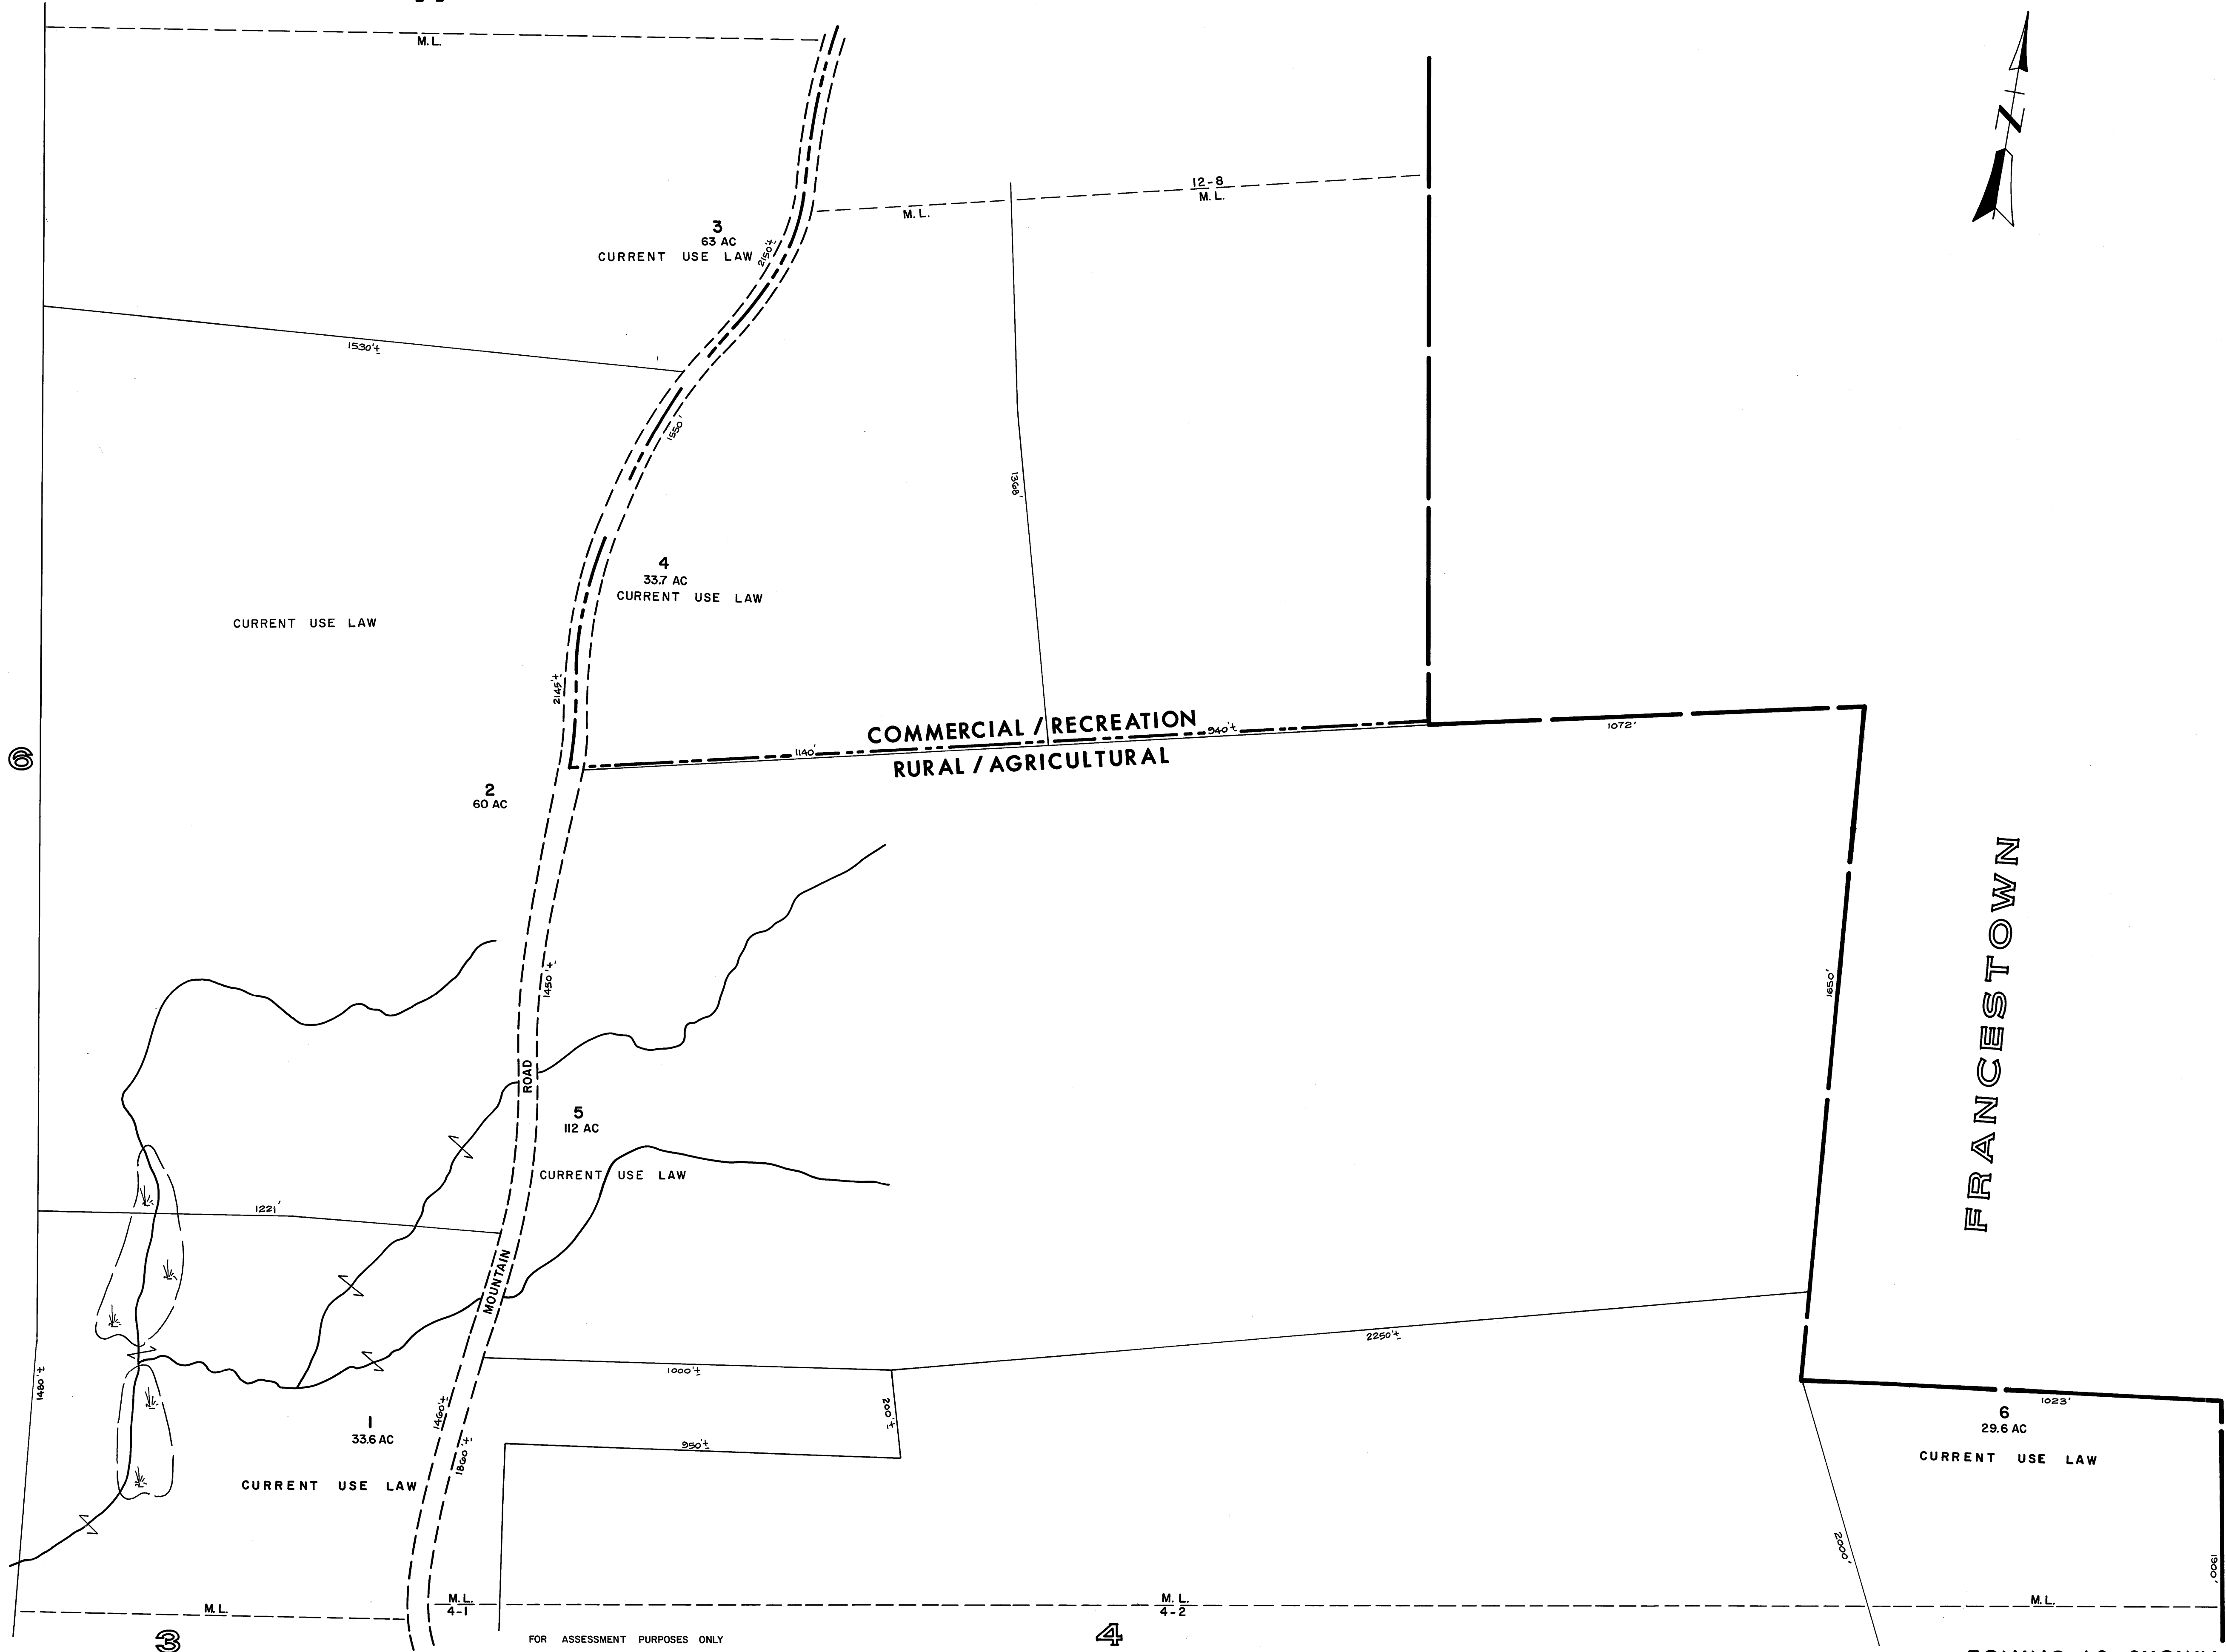 M.L.
12-8
M.L.
M.L.
3
63 AC
CURRENT USE LAW
2150'±
1530'±
1550'
1368'
4
33.7 AC
CURRENT USE LAW
CURRENT USE LAW
2145'±
COMMERCIAL / RECREATION
940'±
1072'
1140'
RURAL / AGRICULTURAL
6
2
60 AC
FRANCESTOWN
1450'±
1650'
ROAD
5
112 AC
CURRENT USE LAW
1221'
MOUNTAIN
2250'±
1000'±
1480'±
200'±
1023'
1460'±
1
33.6 AC
6
29.6 AC
950'±
1860'±
CURRENT USE LAW
CURRENT USE LAW
2000'
1900'
M.L.
M.L.
4-1
M.L.
4-2
M.L.
3
4
FOR ASSESSMENT PURPOSES ONLY